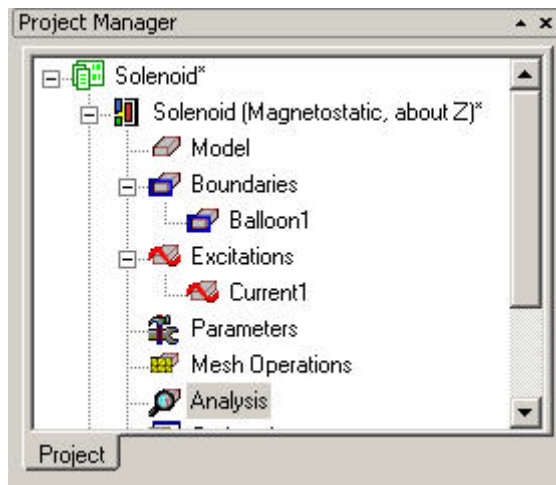 Project Manager
Solenoid*
Solenoid (Magnetostatic, about Z)*
Model
Boundaries
Balloon1
Excitations
Current1
Parameters
Mesh Operations
Analysis
Project